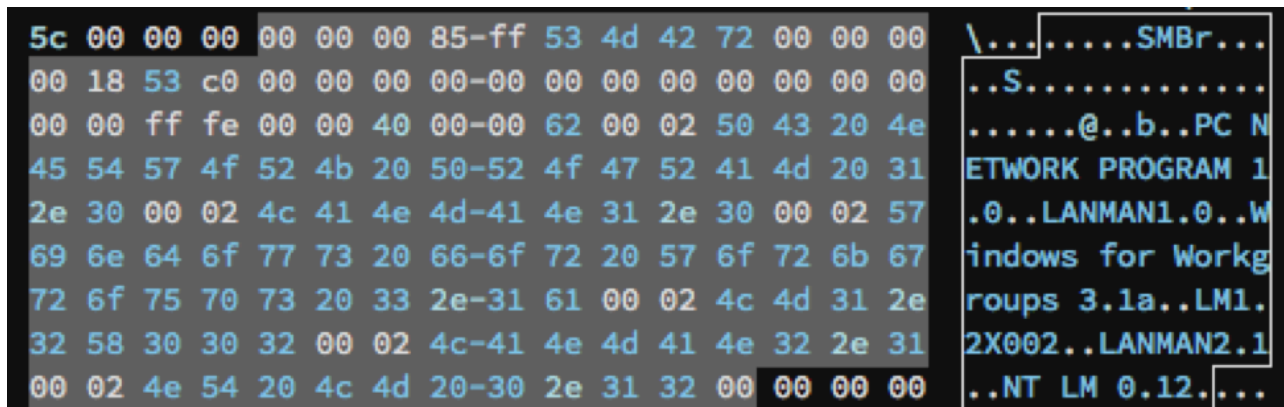 5c 00 00 00 00 00 00 85-ff 53 4d 42 72 00 00 00 \.........SMBr...
00 18 53 c0 00 00 00 00-00 00 00 00 00 00 00 00 ..S.............
00 00 ff fe 00 00 40 00-00 62 00 02 50 43 20 4e ......@..b..PC N
45 54 57 4f 52 4b 20 50-52 4f 47 52 41 4d 20 31 ETWORK PROGRAM 1
2e 30 00 02 4c 41 4e 4d-41 4e 31 2e 30 00 02 57 .0..LANMAN1.0..W
69 6e 64 6f 77 73 20 66-6f 72 20 57 6f 72 6b 67 indows for Workg
72 6f 75 70 73 20 33 2e-31 61 00 02 4c 4d 31 2e roups 3.1a..LM1.
32 58 30 30 32 00 02 4c-41 4e 4d 41 4e 32 2e 31 2X002..LANMAN2.1
00 02 4e 54 20 4c 4d 20-30 2e 31 32 00 00 00 00 ..NT LM 0.12....